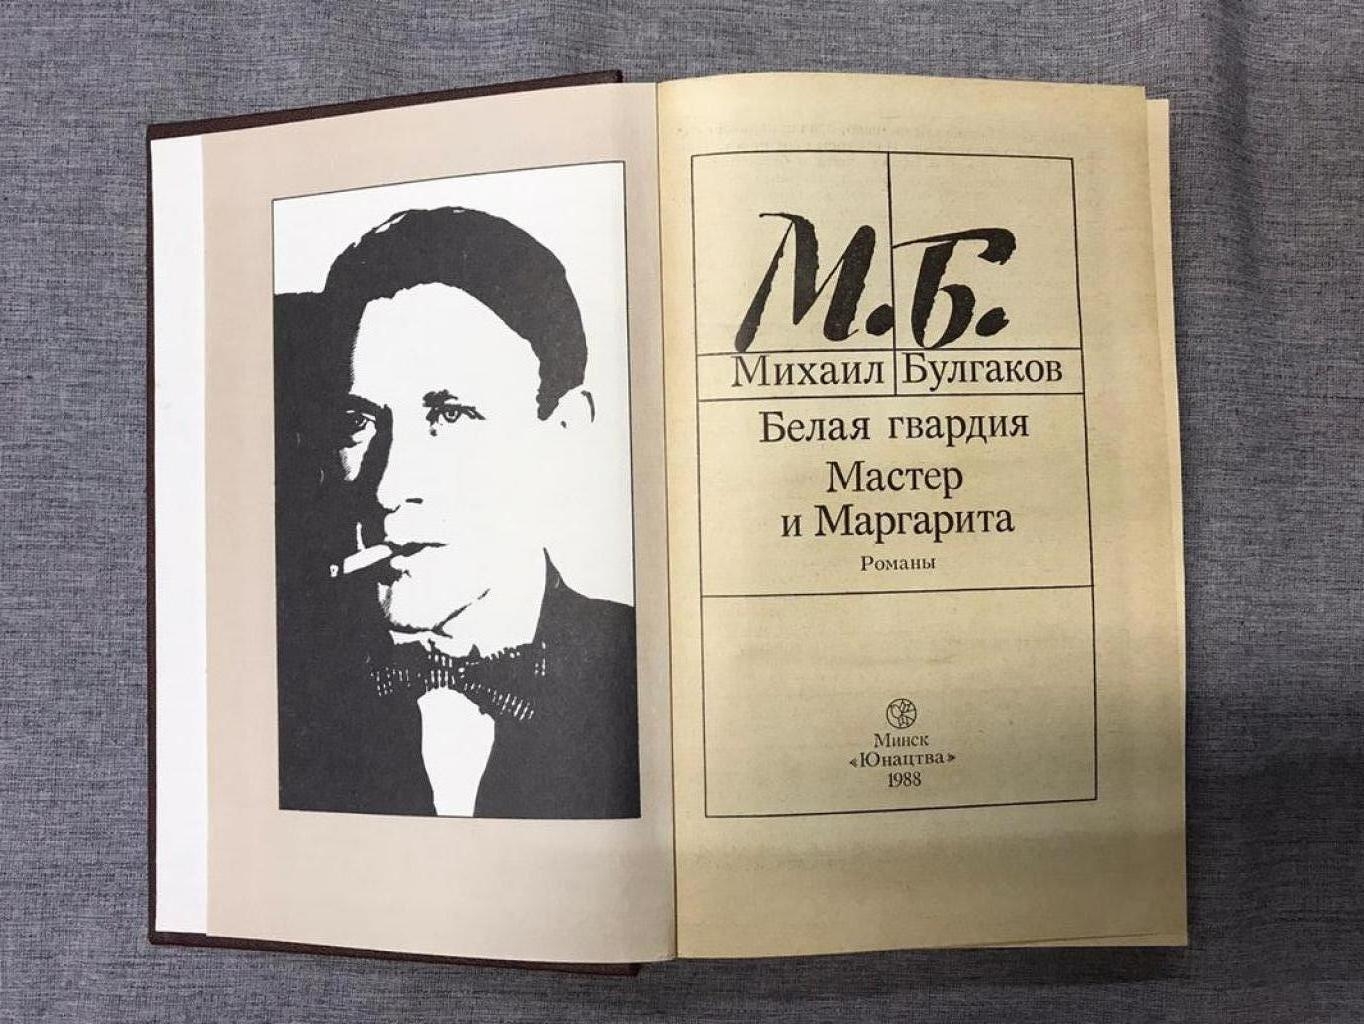 М.Б.
Михаил Булгаков
Белая гвардия
Мастер
и Маргарита
Романы
Минск
«Юнацтва»
1988